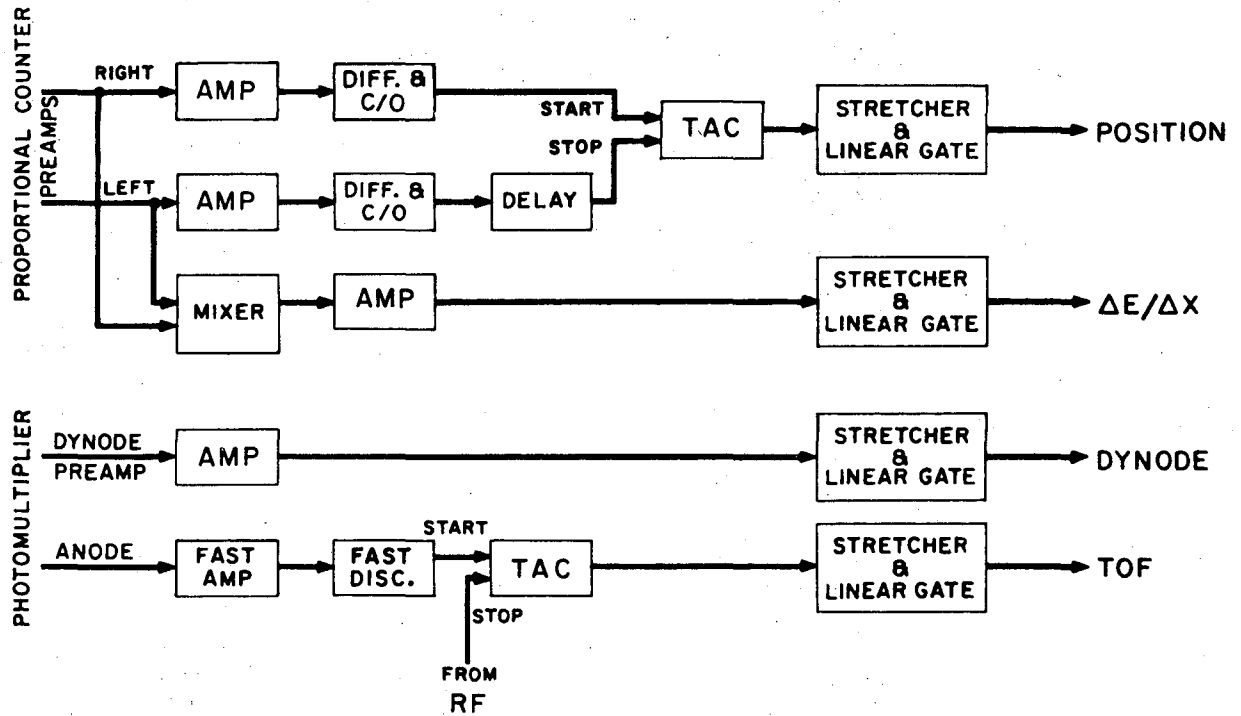 PROPORTIONAL COUNTER
PREAMPS
RIGHT
AMP
DIFF. &
C/O
START
STOP
TAC
STRETCHER
&
LINEAR GATE
POSITION
LEFT
AMP
DIFF. &
C/O
DELAY
MIXER
AMP
STRETCHER
&
LINEAR GATE
ΔE/ΔX
PHOTOMULTIPLIER
DYNODE
PREAMP
AMP
STRETCHER
&
LINEAR GATE
DYNODE
ANODE
FAST
AMP
FAST
DISC.
START
TAC
STOP
FROM
RF
STRETCHER
&
LINEAR GATE
TOF